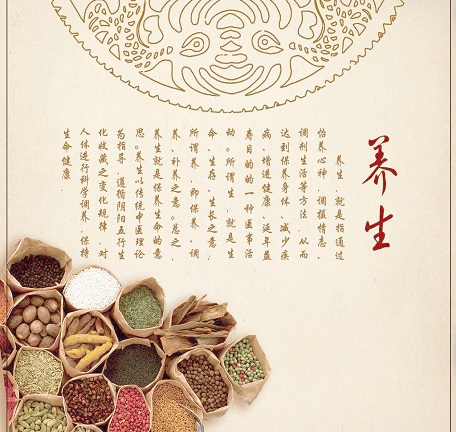 养生
养生，就是指通过
怡养心神，调摄情志、
调剂生活等方法，从而
达到保养身体、减少疾
病、增进健康、延年益
寿目的的一种医事活
动。所谓生，就是生
命、生存、生长之意；
所谓养，即保养、调
养、补养之意。总之，
养生就是保养生命的意
思。养生以传统中医理论
为指导，遵循阴阳五行生
化收藏之变化规律，对
人体进行科学调养，保持
生命健康.